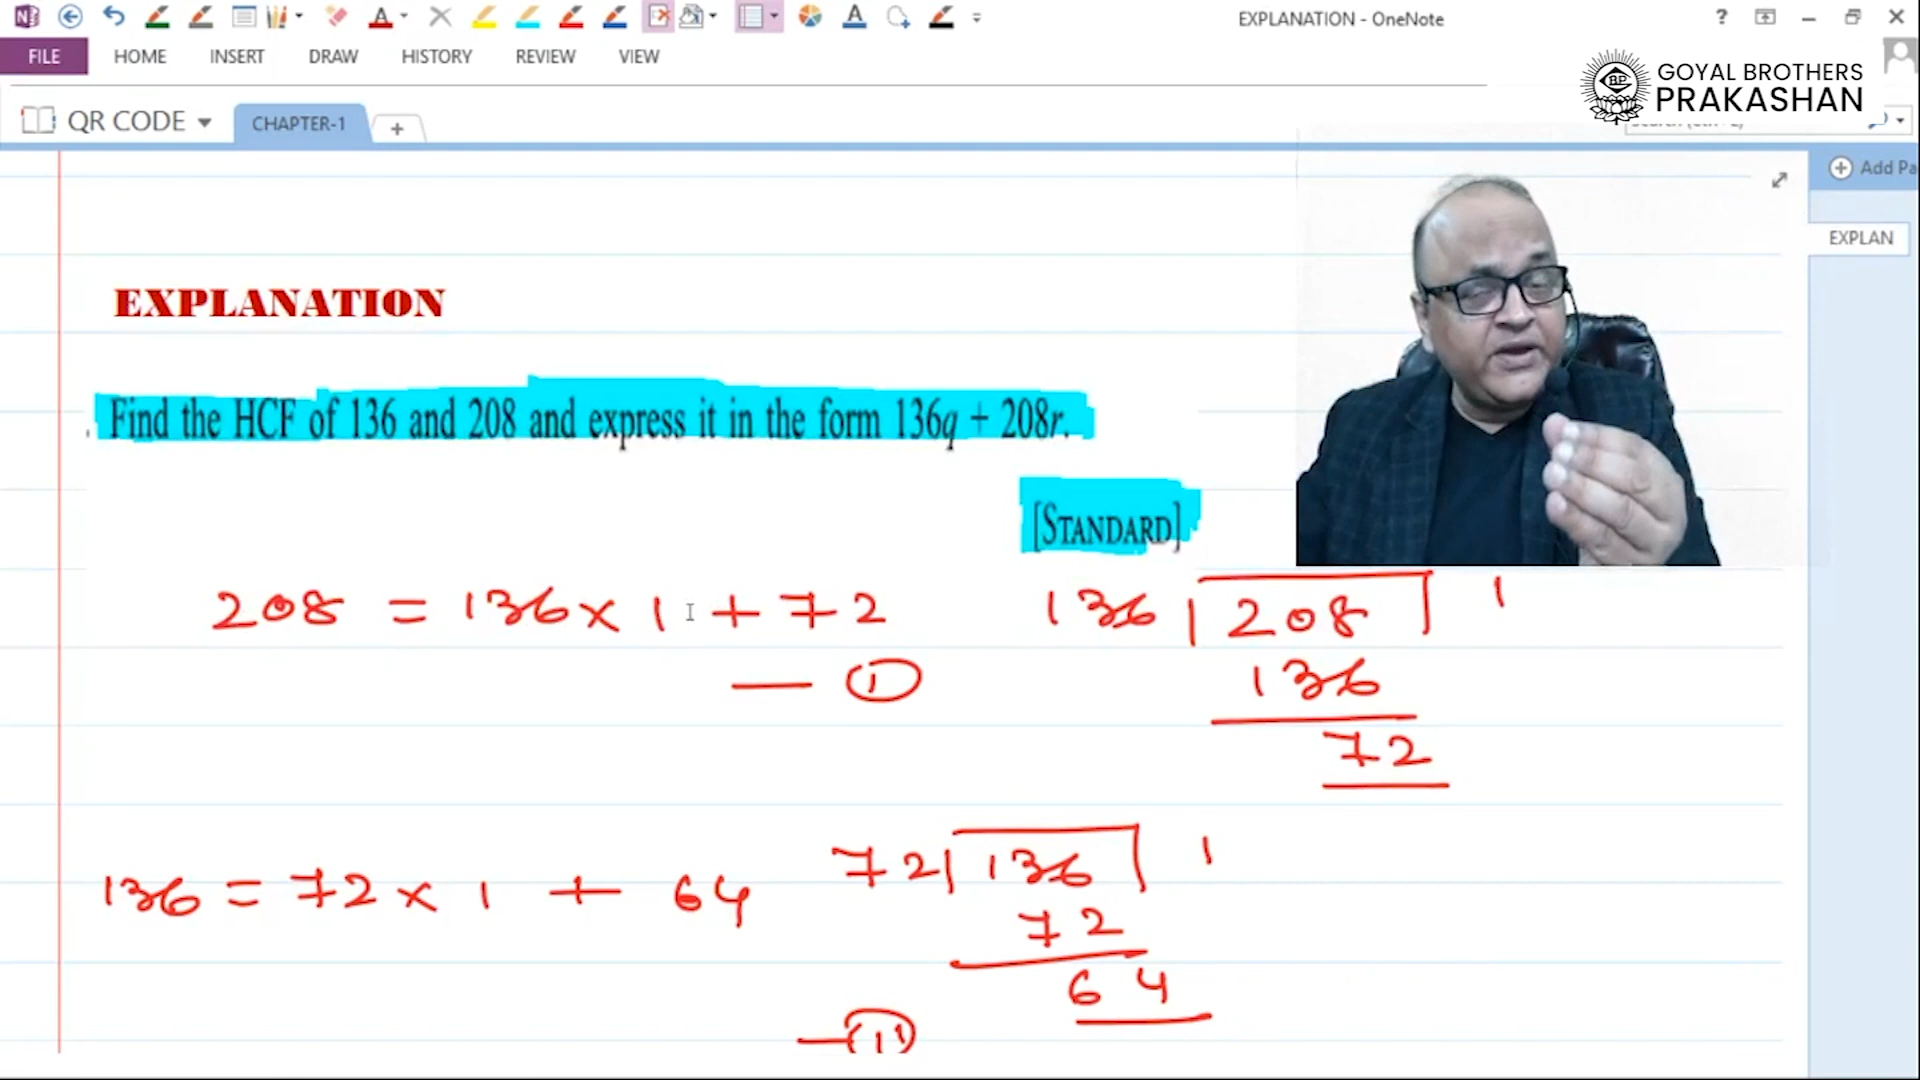 EXPLANATION - OneNote
?
FILE HOME INSERT DRAW HISTORY REVIEW VIEW
GOYAL BROTHERS
PRAKASHAN
QR CODE CHAPTER-1 +
Add Pa
EXPLAN
EXPLANATION
Find the HCF of 136 and 208 and express it in the form 136q + 208r.
[STANDARD]
208 = 136 × 1 + 72
— (1)
136 | 208 | 1
136
72
136 = 72 × 1 + 64
72 | 136 | 1
72
64
— (11)